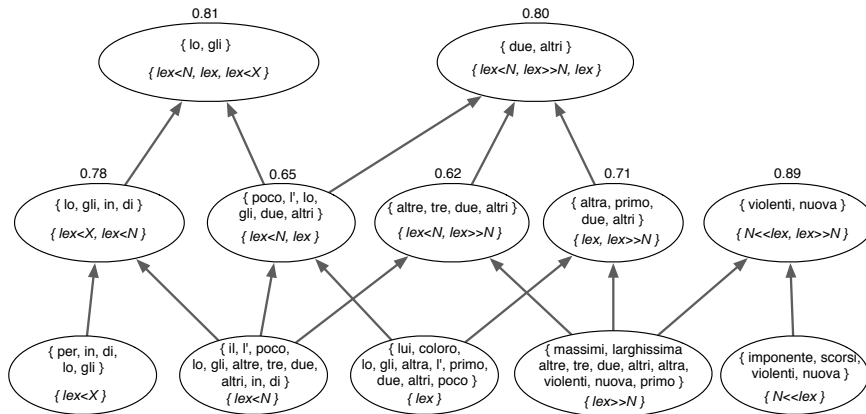 0.81
{ lo, gli }
{ lex<N, lex, lex<X }
0.80
{ due, altri }
{ lex<N, lex>>N, lex }
0.78
{ lo, gli, in, di }
{ lex<X, lex<N }
0.65
{ poco, l', lo,
gli, due, altri }
{ lex<N, lex }
0.62
{ altre, tre, due, altri }
{ lex<N, lex>>N }
0.71
{ altra, primo,
due, altri }
{ lex, lex>>N }
0.89
{ violenti, nuova }
{ N<<lex, lex>>N }
{ per, in, di,
lo, gli }
{ lex<X }
{ il, l', poco,
lo, gli, altre, tre, due,
altri, in, di }
{ lex<N }
{ lui, coloro,
lo, gli, altra, l', primo,
due, altri, poco }
{ lex }
{ massimi, larghissima
altre, tre, due, altri, altra,
violenti, nuova, primo }
{ lex>>N }
{ imponente, scorsi,
violenti, nuova }
{ N<<lex }